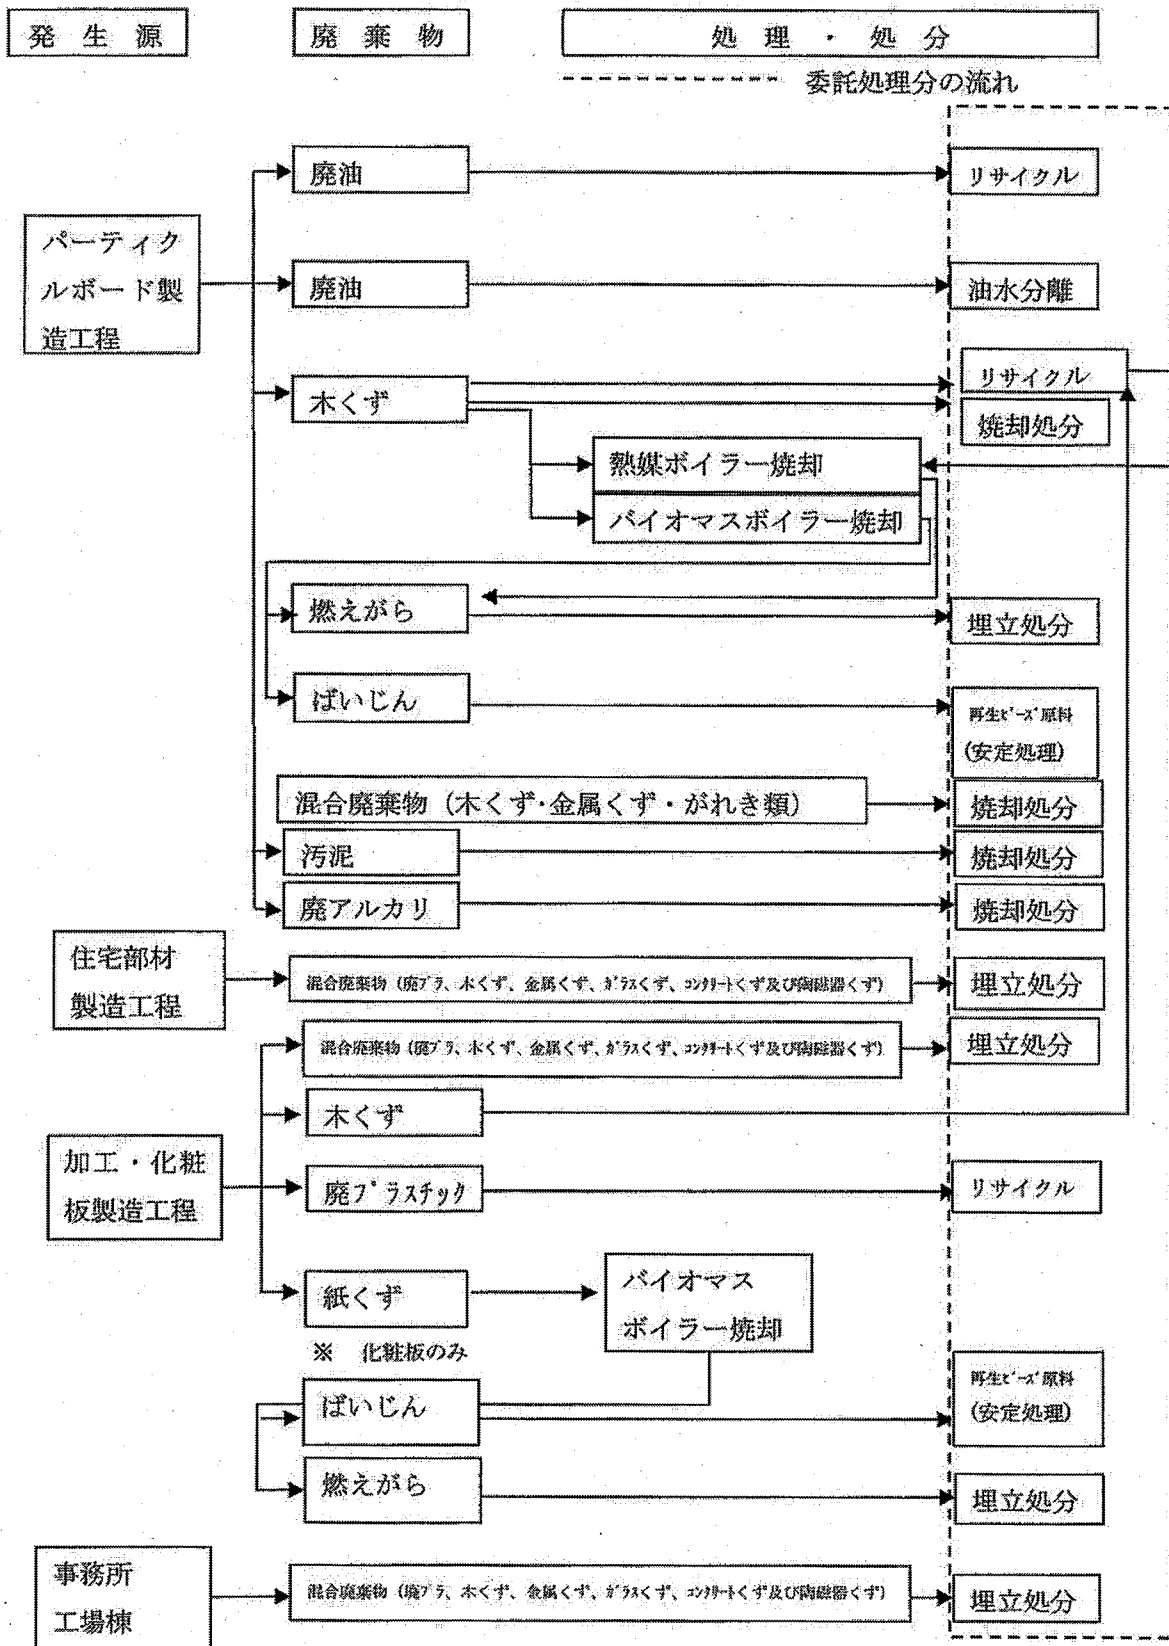 発生源
廃棄物
処理・処分
委託処理分の流れ
廃油
リサイクル
パーティク
ルボード製
造工程
廃油
油水分離
木くず
リサイクル
焼却処分
熱媒ボイラー焼却
バイオマスボイラー焼却
燃えがら
埋立処分
ばいじん
再生ﾋﾞｰｽﾞ原料
(安定処理)
混合廃棄物（木くず・金属くず・がれき類）
焼却処分
汚泥
焼却処分
廃アルカリ
焼却処分
住宅部材
製造工程
混合廃棄物（廃ﾌﾟﾗ、木くず、金属くず、ｶﾞﾗｽくず、ｺﾝｸﾘｰﾄくず及び陶磁器くず）
埋立処分
混合廃棄物（廃ﾌﾟﾗ、木くず、金属くず、ｶﾞﾗｽくず、ｺﾝｸﾘｰﾄくず及び陶磁器くず）
埋立処分
木くず
加工・化粧
板製造工程
廃ﾌﾟﾗｽﾁｯｸ
リサイクル
紙くず
バイオマス
ボイラー焼却
※　化粧板のみ
ばいじん
再生ﾋﾞｰｽﾞ原料
(安定処理)
燃えがら
埋立処分
事務所
工場棟
混合廃棄物（廃ﾌﾟﾗ、木くず、金属くず、ｶﾞﾗｽくず、ｺﾝｸﾘｰﾄくず及び陶磁器くず）
埋立処分